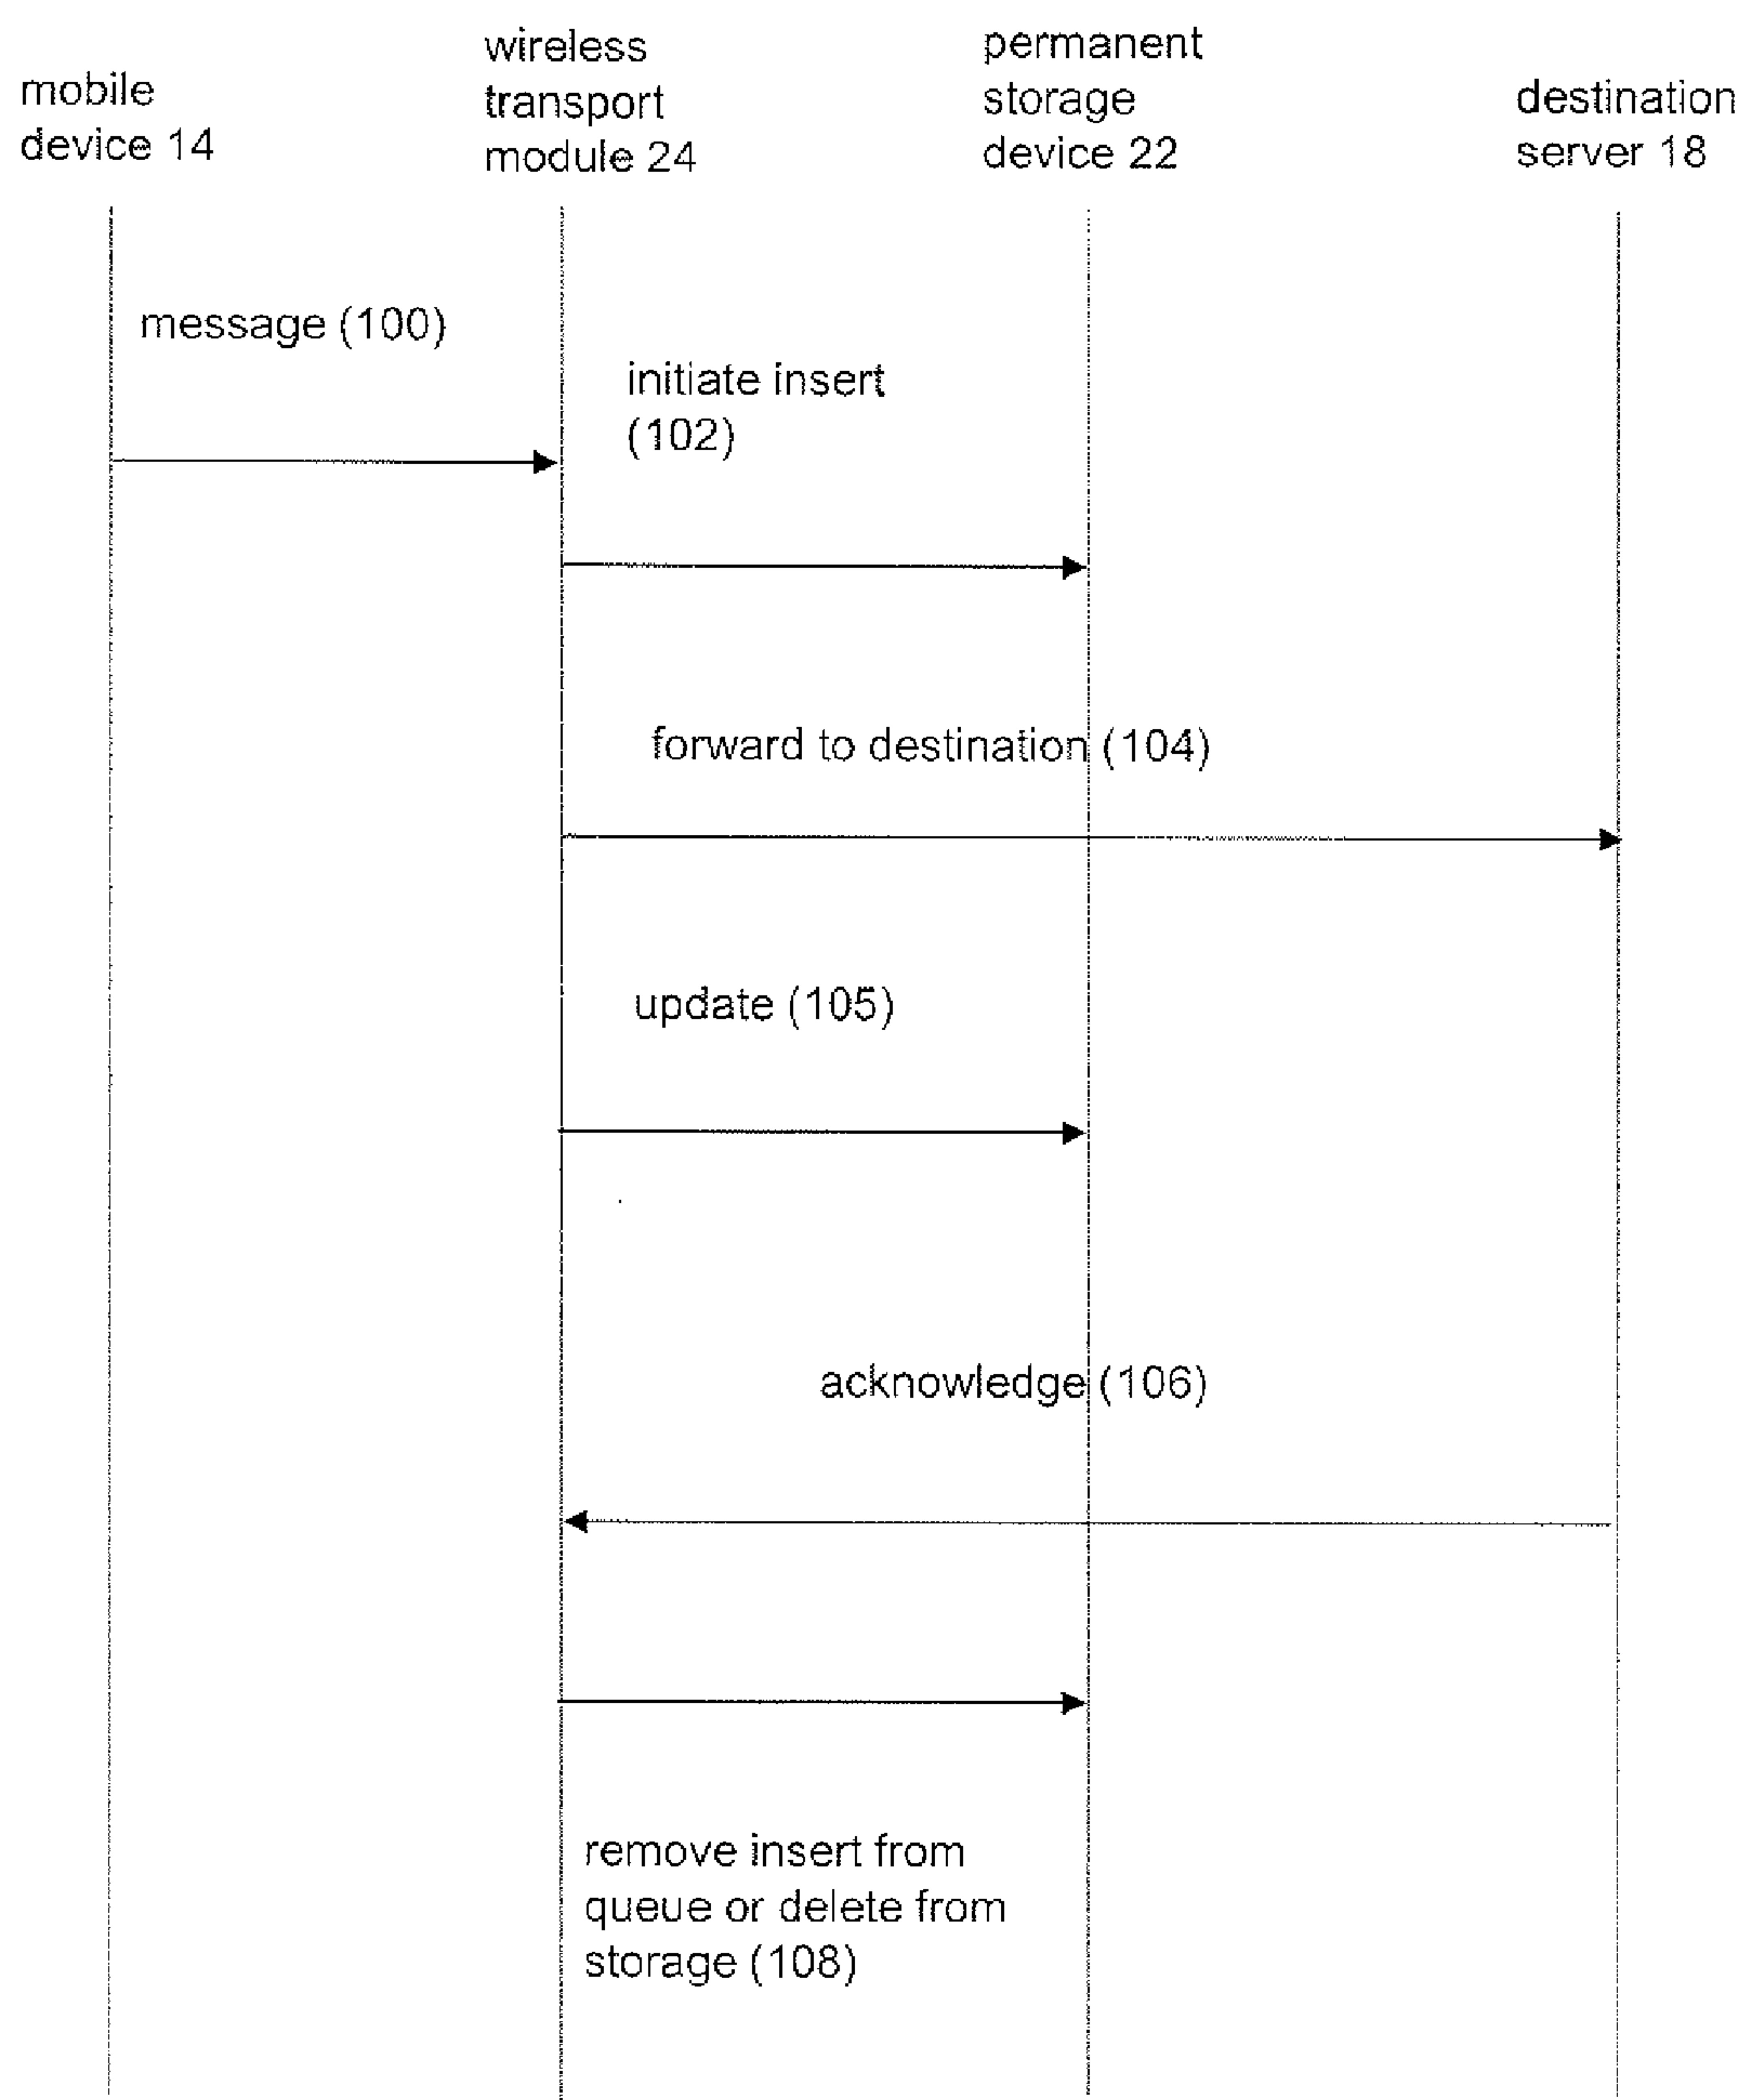 mobile
device 14
wireless
transport
module 24
permanent
storage
device 22
destination
server 18
message (100)
initiate insert
(102)
forward to destination (104)
update (105)
acknowledge (106)
remove insert from
queue or delete from
storage (108)